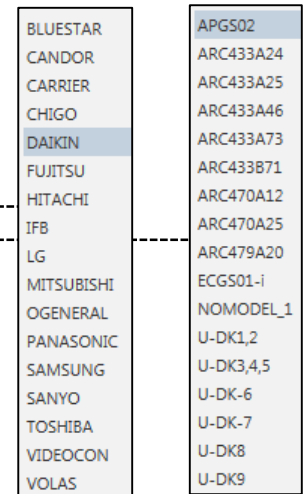 BLUESTAR
CANDOR
CARRIER
CHIGO
DAIKIN
FUJITSU
HITACHI
IFB
LG
MITSUBISHI
OGENERAL
PANASONIC
SAMSUNG
SANYO
TOSHIBA
VIDEOCON
VOLAS
APGS02
ARC433A24
ARC433A25
ARC433A46
ARC433A73
ARC433B71
ARC470A12
ARC470A25
ARC479A20
ECGS01-i
NOMODEL_1
U-DK1,2
U-DK3,4,5
U-DK-6
U-DK-7
U-DK8
U-DK9